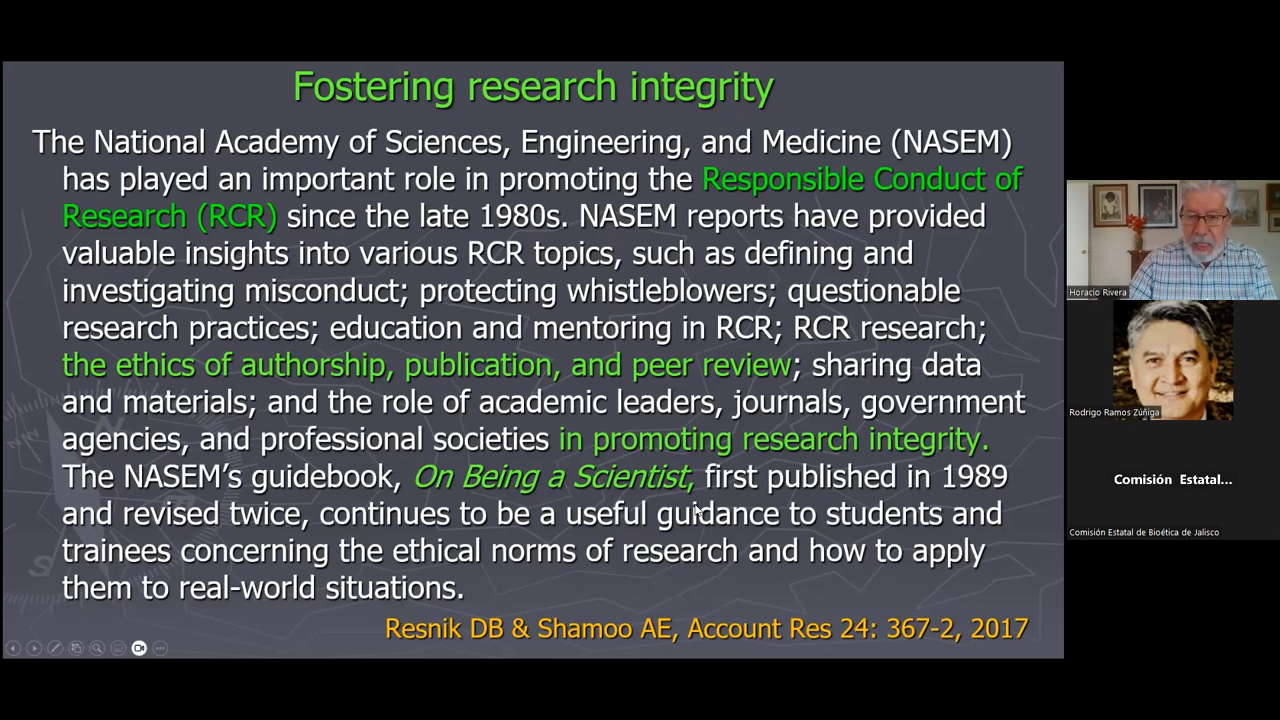 Fostering research integrity
The National Academy of Sciences, Engineering, and Medicine (NASEM)
has played an important role in promoting the Responsible Conduct of
Research (RCR) since the late 1980s. NASEM reports have provided
valuable insights into various RCR topics, such as defining and
investigating misconduct; protecting whistleblowers; questionable
research practices; education and mentoring in RCR; RCR research;
the ethics of authorship, publication, and peer review; sharing data
and materials; and the role of academic leaders, journals, government
agencies, and professional societies in promoting research integrity.
The NASEM’s guidebook, On Being a Scientist, first published in 1989
and revised twice, continues to be a useful guidance to students and
trainees concerning the ethical norms of research and how to apply
them to real-world situations.
Resnik DB & Shamoo AE, Account Res 24: 367-2, 2017
Horacio Rivera
Rodrigo Ramos Zúñiga
Comisión Estatal...
Comisión Estatal de Bioética de Jalisco